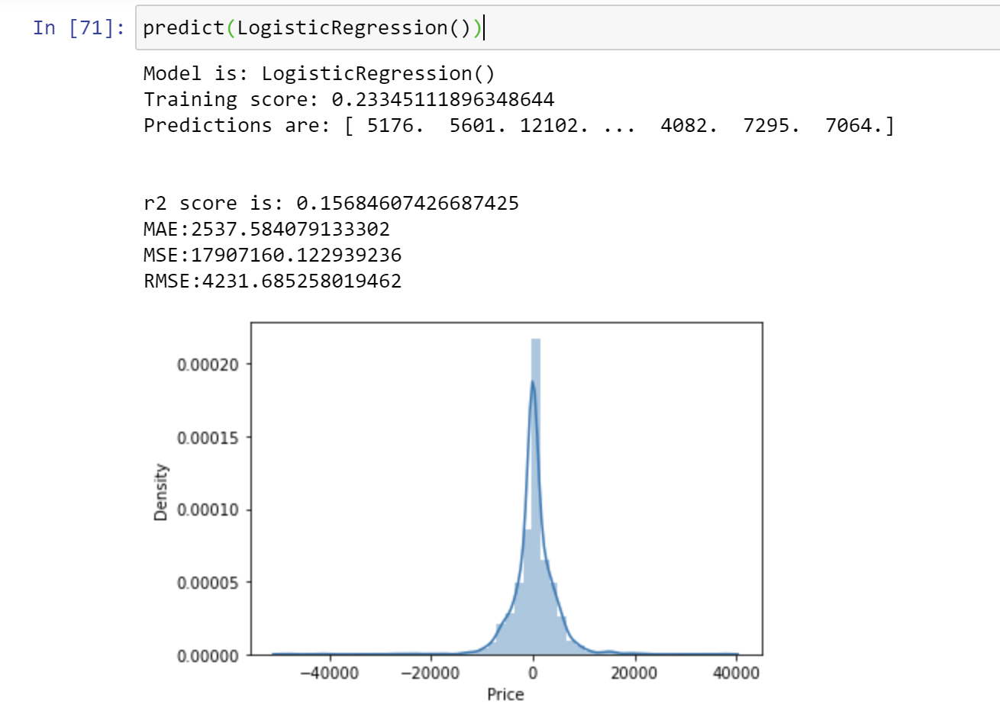 In [71]: predict(LogisticRegression())
Model is: LogisticRegression()
Training score: 0.23345111896348644
Predictions are: [ 5176.  5601. 12102. ...  4082.  7295.  7064.]
r2 score is: 0.15684607426687425
MAE:2537.584079133302
MSE:17907160.122939236
RMSE:4231.685258019462
0.00020
0.00015
0.00010
0.00005
0.00000
Density
−40000 −20000 0 20000 40000
Price